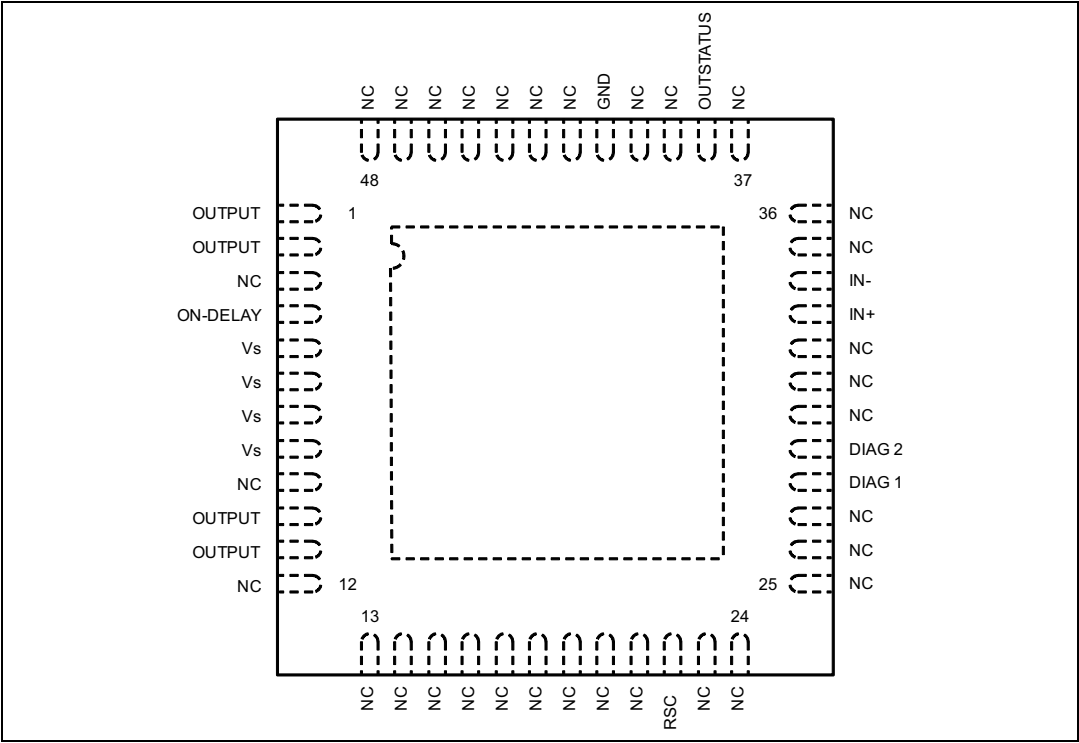 NC NC NC NC NC NC NC GND NC NC OUTSTATUS NC
48 37
OUTPUT 1 36 NC
OUTPUT NC
NC IN-
ON-DELAY IN+
Vs NC
Vs NC
Vs NC
Vs DIAG 2
NC DIAG 1
OUTPUT NC
OUTPUT NC
NC 12 25 NC
13 24
NC NC NC NC NC NC NC NC NC RSC NC NC